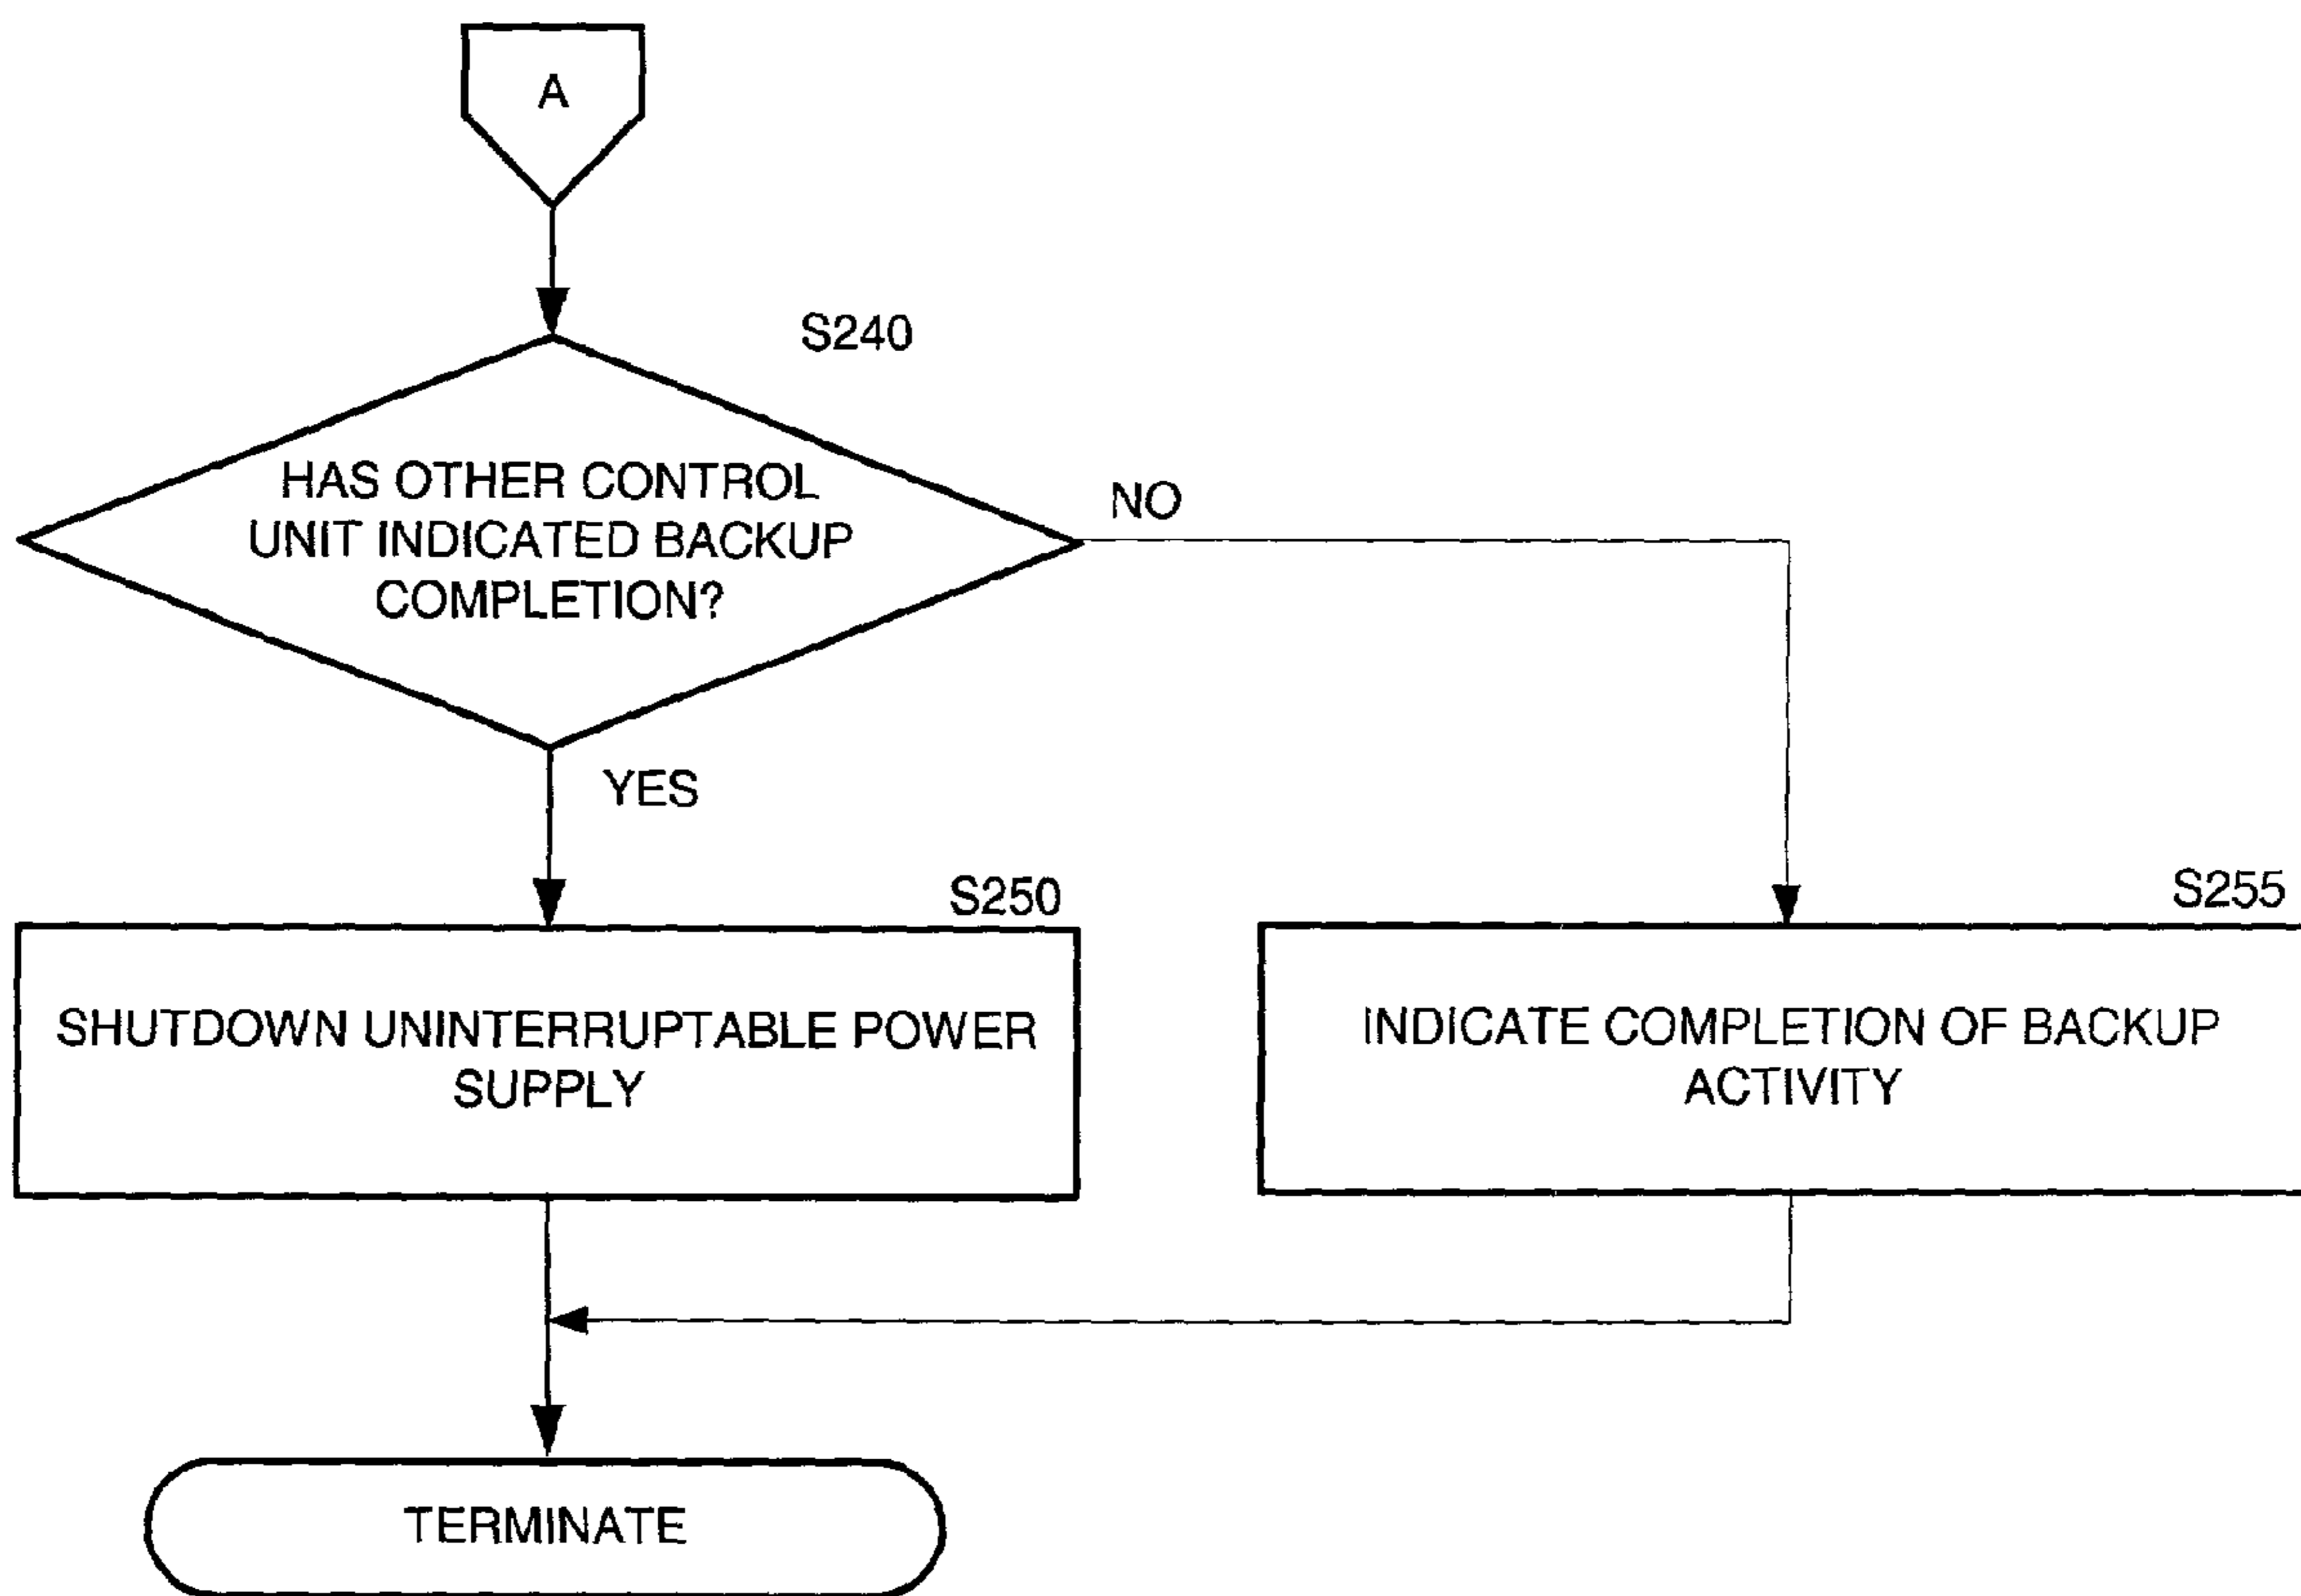 A
S240
HAS OTHER CONTROL
UNIT INDICATED BACKUP
COMPLETION?
NO
YES
S250
SHUTDOWN UNINTERRUPTABLE POWER
SUPPLY
S255
INDICATE COMPLETION OF BACKUP
ACTIVITY
TERMINATE